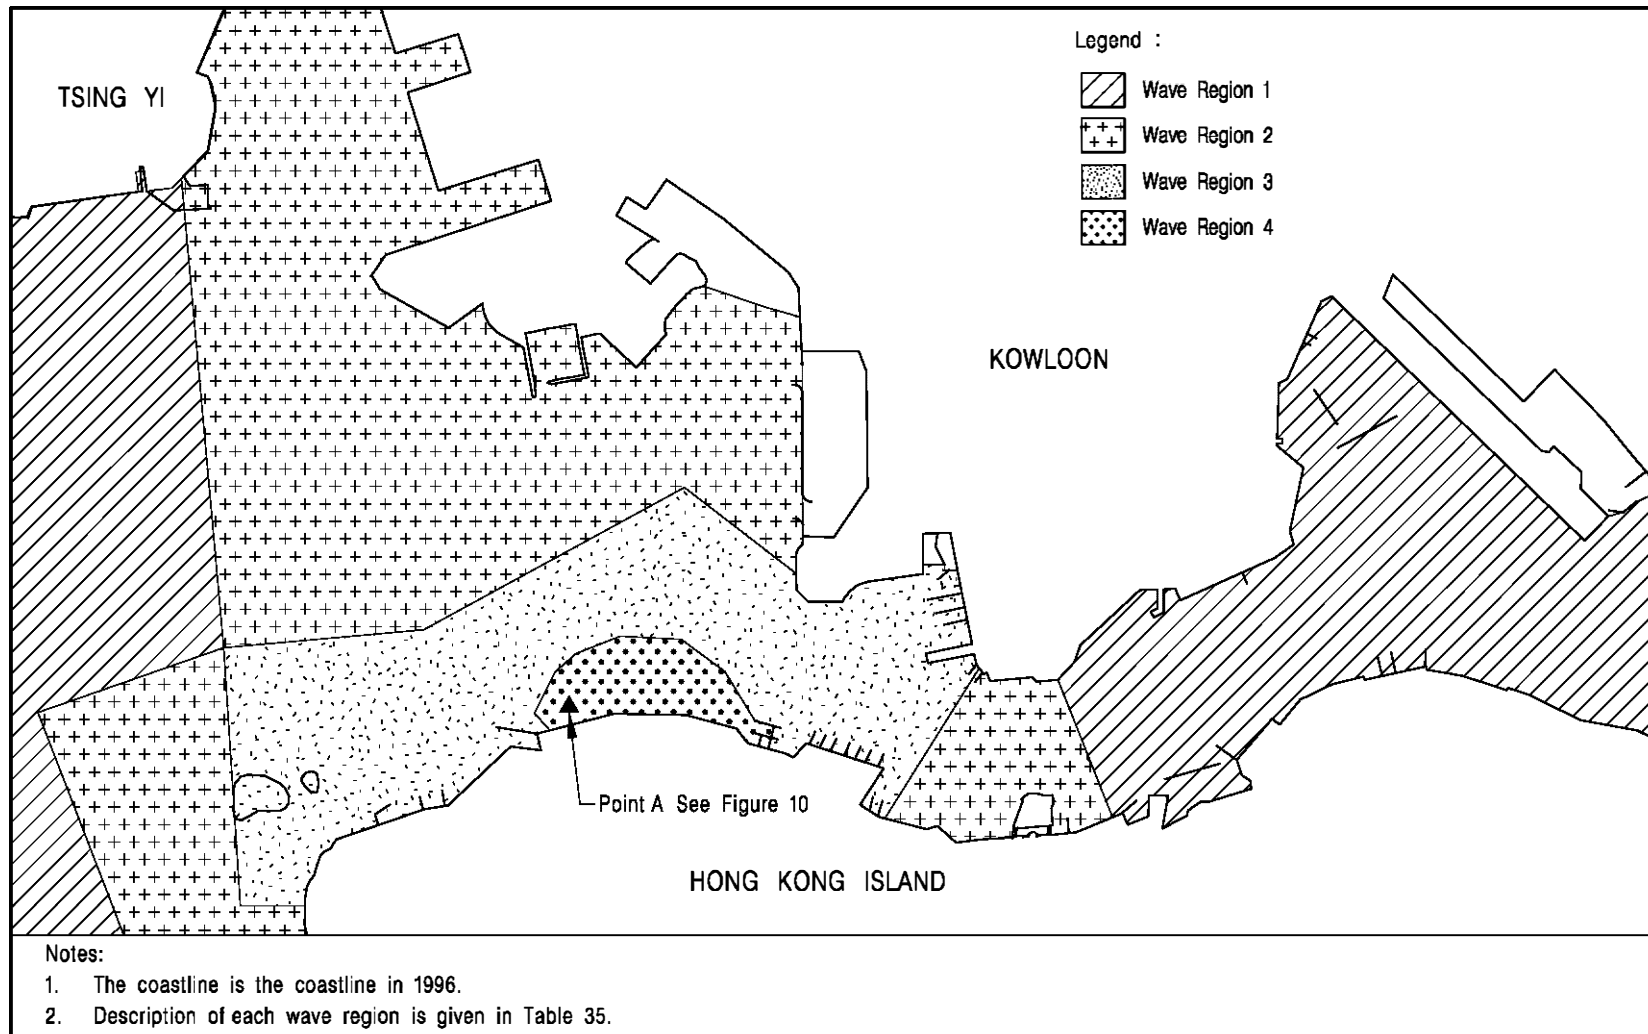 Legend :
TSING YI
Wave Region 1
Wave Region 2
Wave Region 3
Wave Region 4
KOWLOON
Point A See Figure 10
HONG KONG ISLAND
Notes:
1. The coastline is the coastline in 1996.
2. Description of each wave region is given in Table 35.